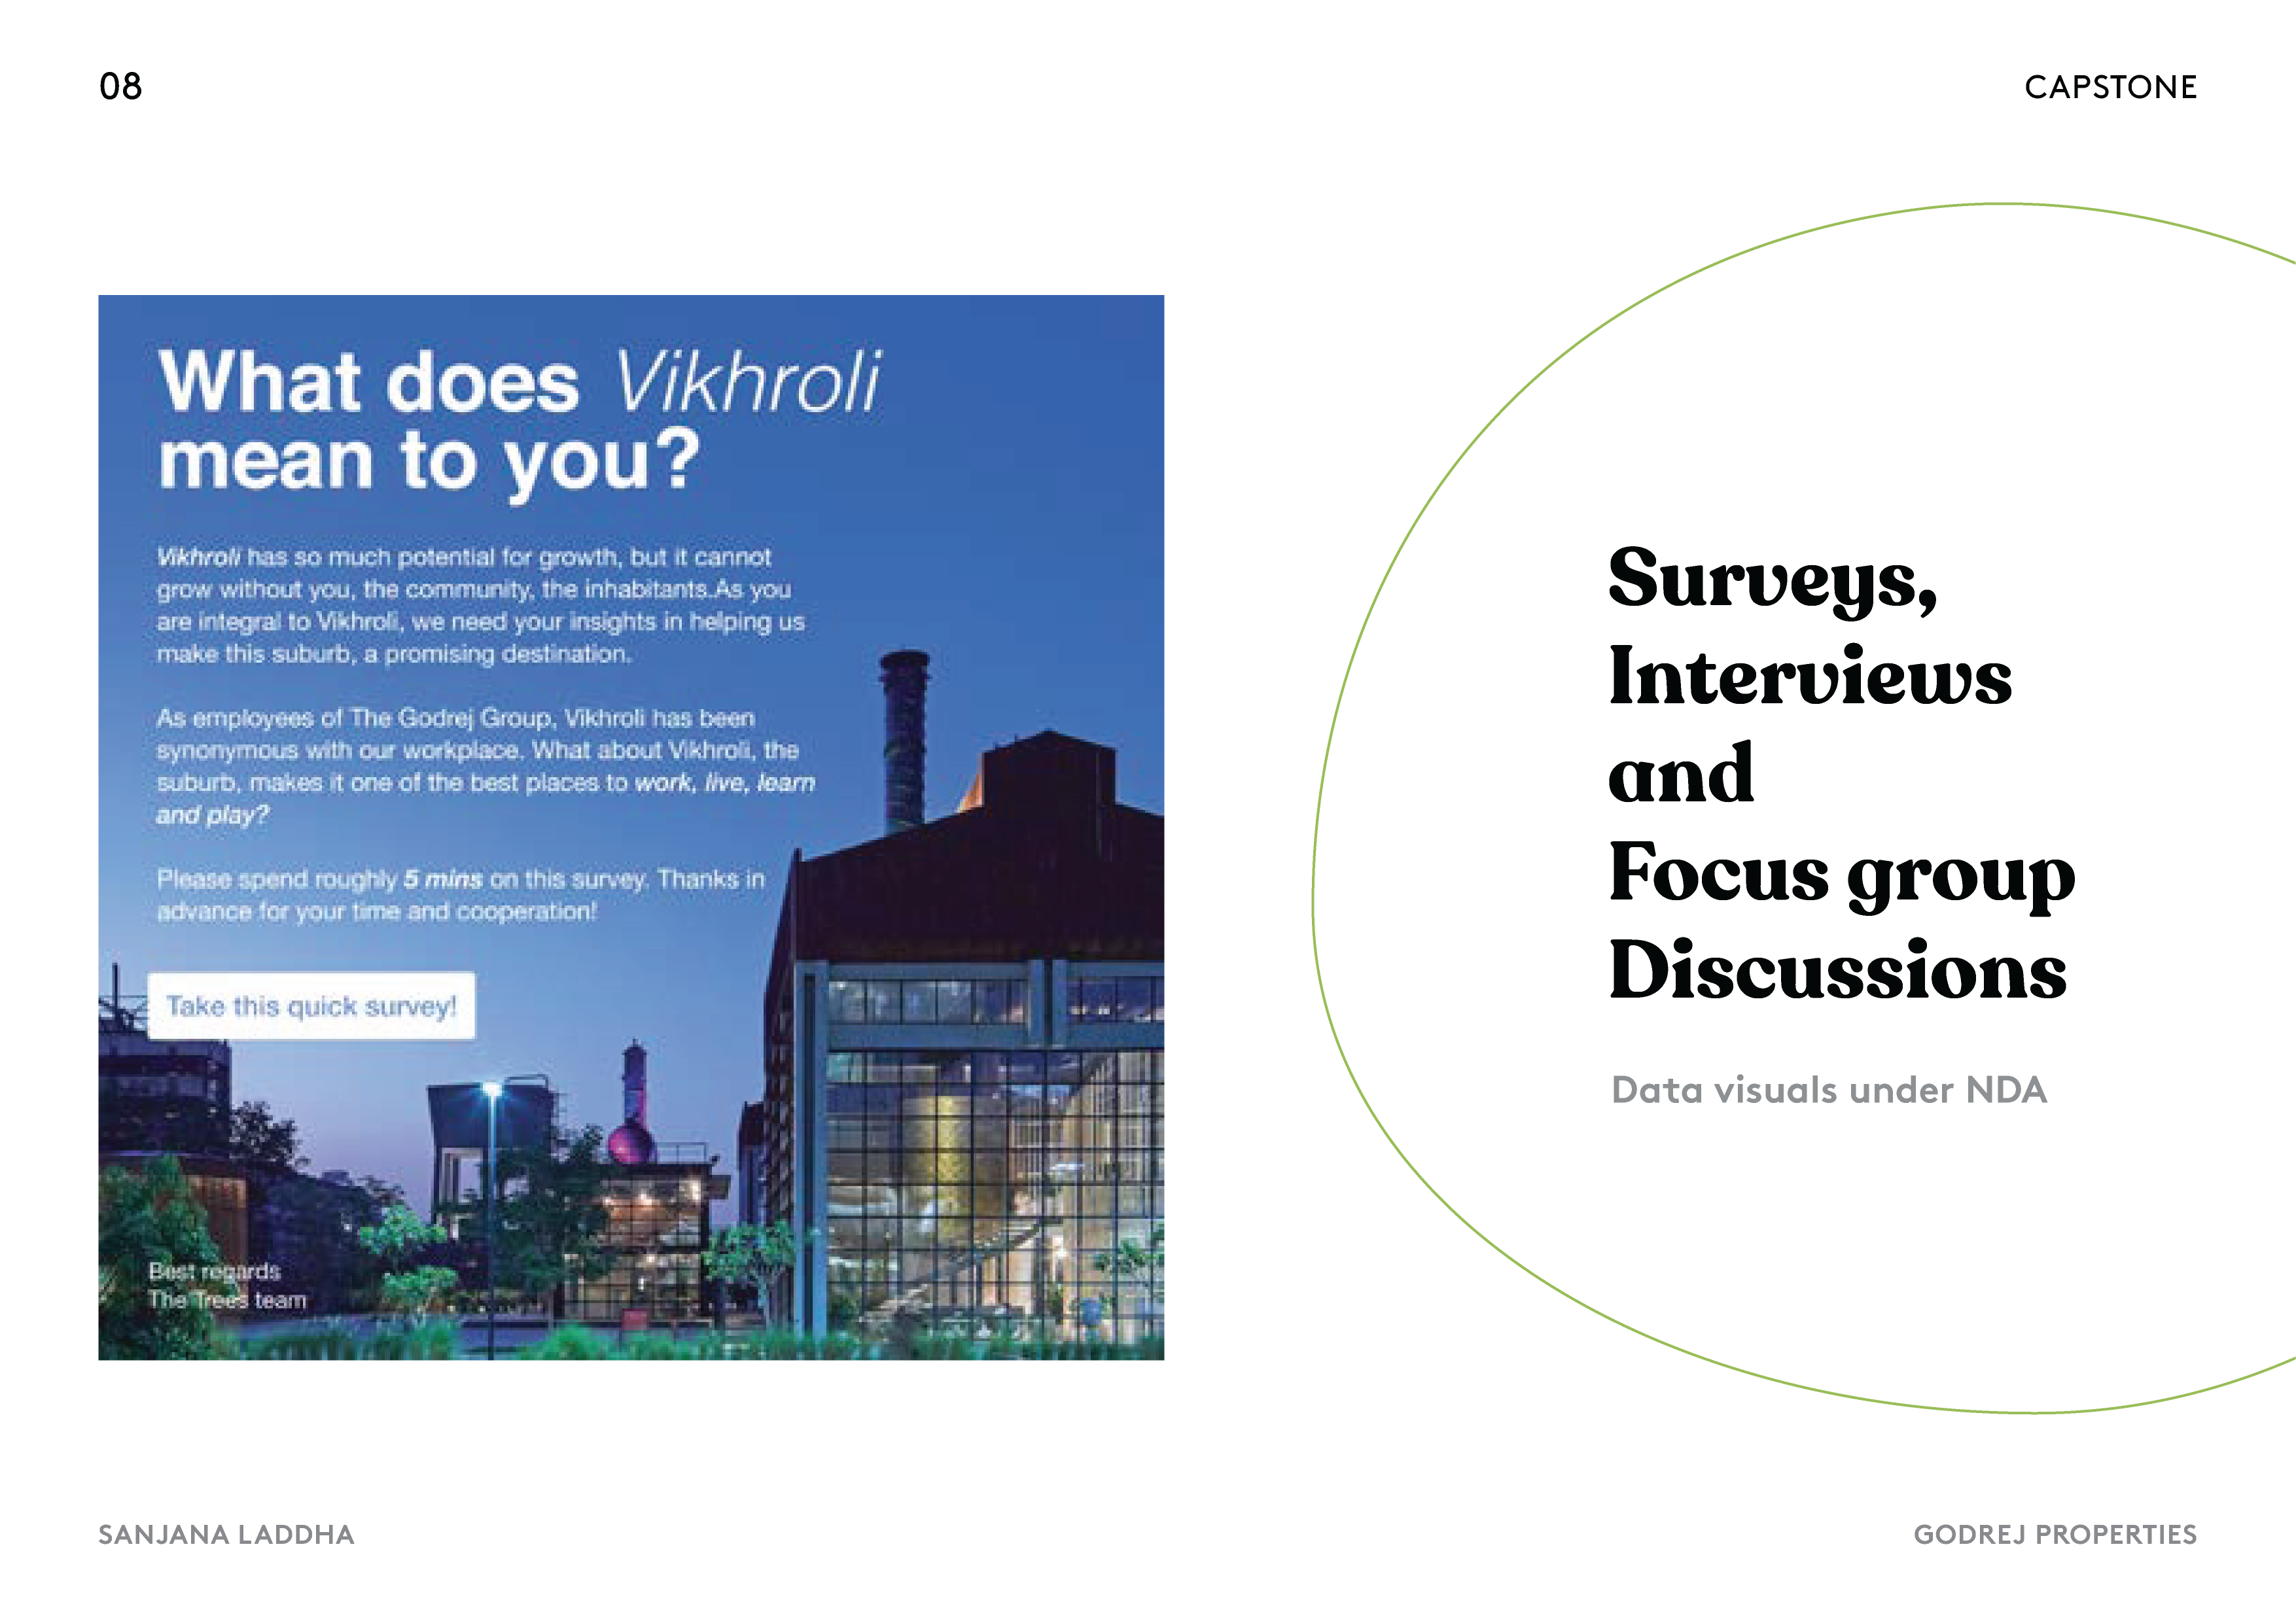 08
CAPSTONE
What does Vikhroli
mean to you?
Vikhroli has so much potential for growth, but it cannot
grow without you, the community, the inhabitants.As you
are integral to Vikhroli, we need your insights in helping us
make this suburb, a promising destination.
As employees of The Godrej Group, Vikhroli has been
synonymous with our workplace. What about Vikhroli, the
suburb, makes it one of the best places to work, live, learn
and play?
Please spend roughly 5 mins on this survey. Thanks in
advance for your time and cooperation!
Take this quick survey!
Best regards
The Trees team
Surveys,
Interviews
and
Focus group
Discussions
Data visuals under NDA
SANJANA LADDHA
GODREJ PROPERTIES